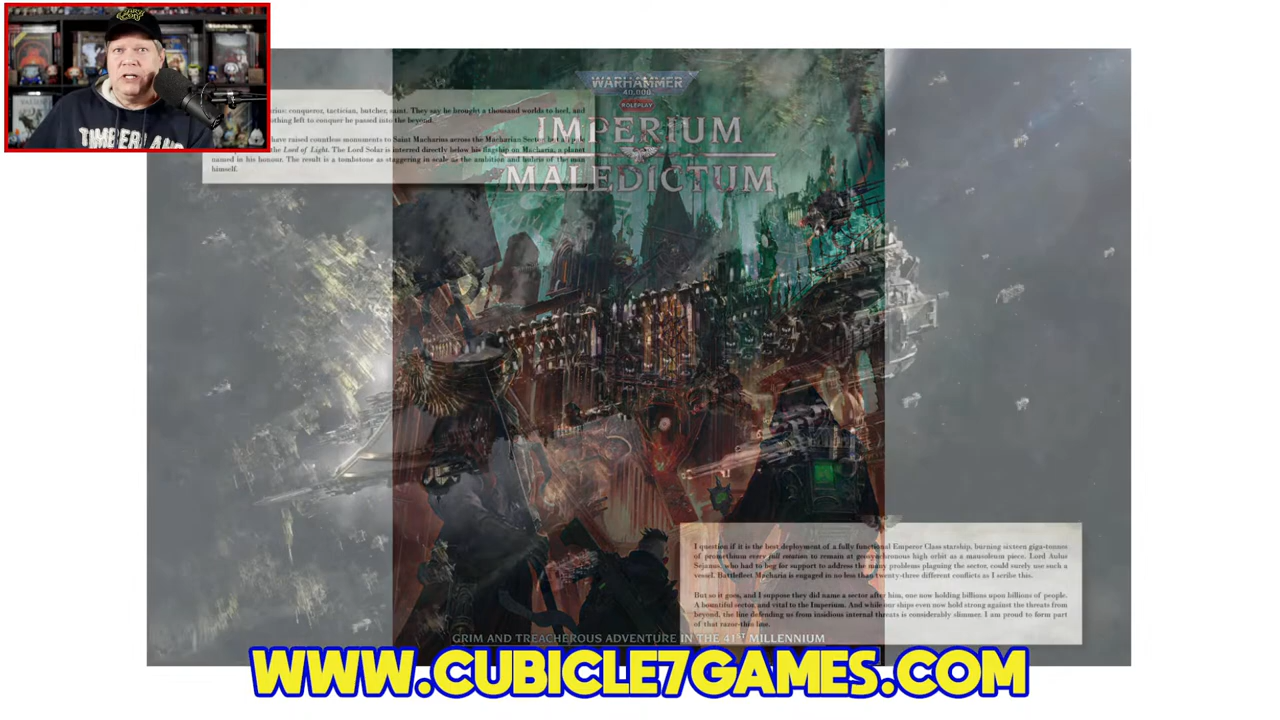 WARHAMMER
40,000
ROLEPLAY
IMPERIUM
MALEDICTUM
conqueror, tactician, butcher, saint. They say he brought a thousand worlds to heel, and
left to conquer he passed into the beyond.
have raised countless monuments to Saint Macharius across the Macharian Sector, but
the Lord of Light. The Lord Solar is interred directly below his flagship on Macharia, a planet
named in his honour. The result is a tombstone as staggering in scale as the ambition and hubris of the man
himself.
I question if it is the best deployment of a fully functional Emperor Class starship, burning sixteen giga-tonnes
of promethium every full rotation to remain at geosynchronous high orbit as a mausoleum piece. Lord Aulus
Sejanus, who had to beg for support to address the many problems plaguing the sector, could surely use such a
vessel. Battlefleet Macharia is engaged in no less than twenty-three different conflicts as I scribe this.
But so it goes, and I suppose they did name a sector after him, one now holding billions upon billions of people.
A bountiful sector, and vital to the Imperium. And while our ships even now hold strong against the threats from
beyond, the line defending us from insidious internal threats is considerably slimmer. I am proud to form part
of that razor-thin line.
GRIM AND TREACHEROUS ADVENTURE IN THE 41ST MILLENNIUM
WWW.CUBICLE7GAMES.COM